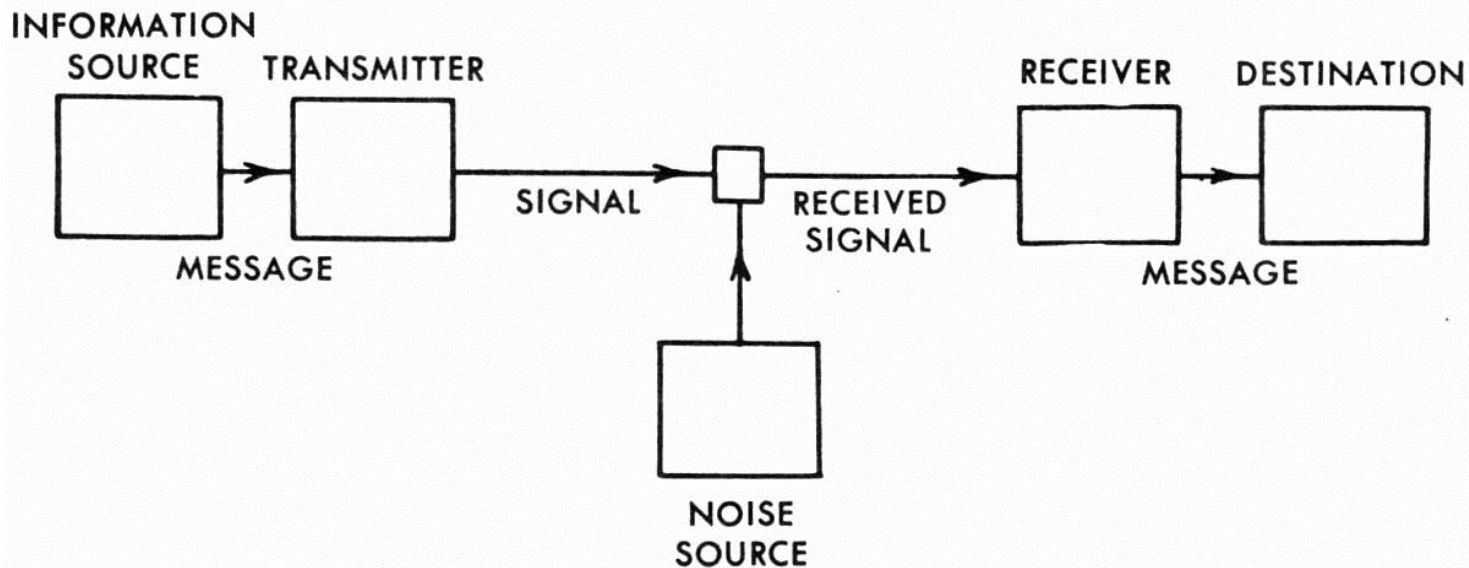 INFORMATION
SOURCE
TRANSMITTER
RECEIVER
DESTINATION
SIGNAL
RECEIVED
SIGNAL
MESSAGE
MESSAGE
NOISE
SOURCE